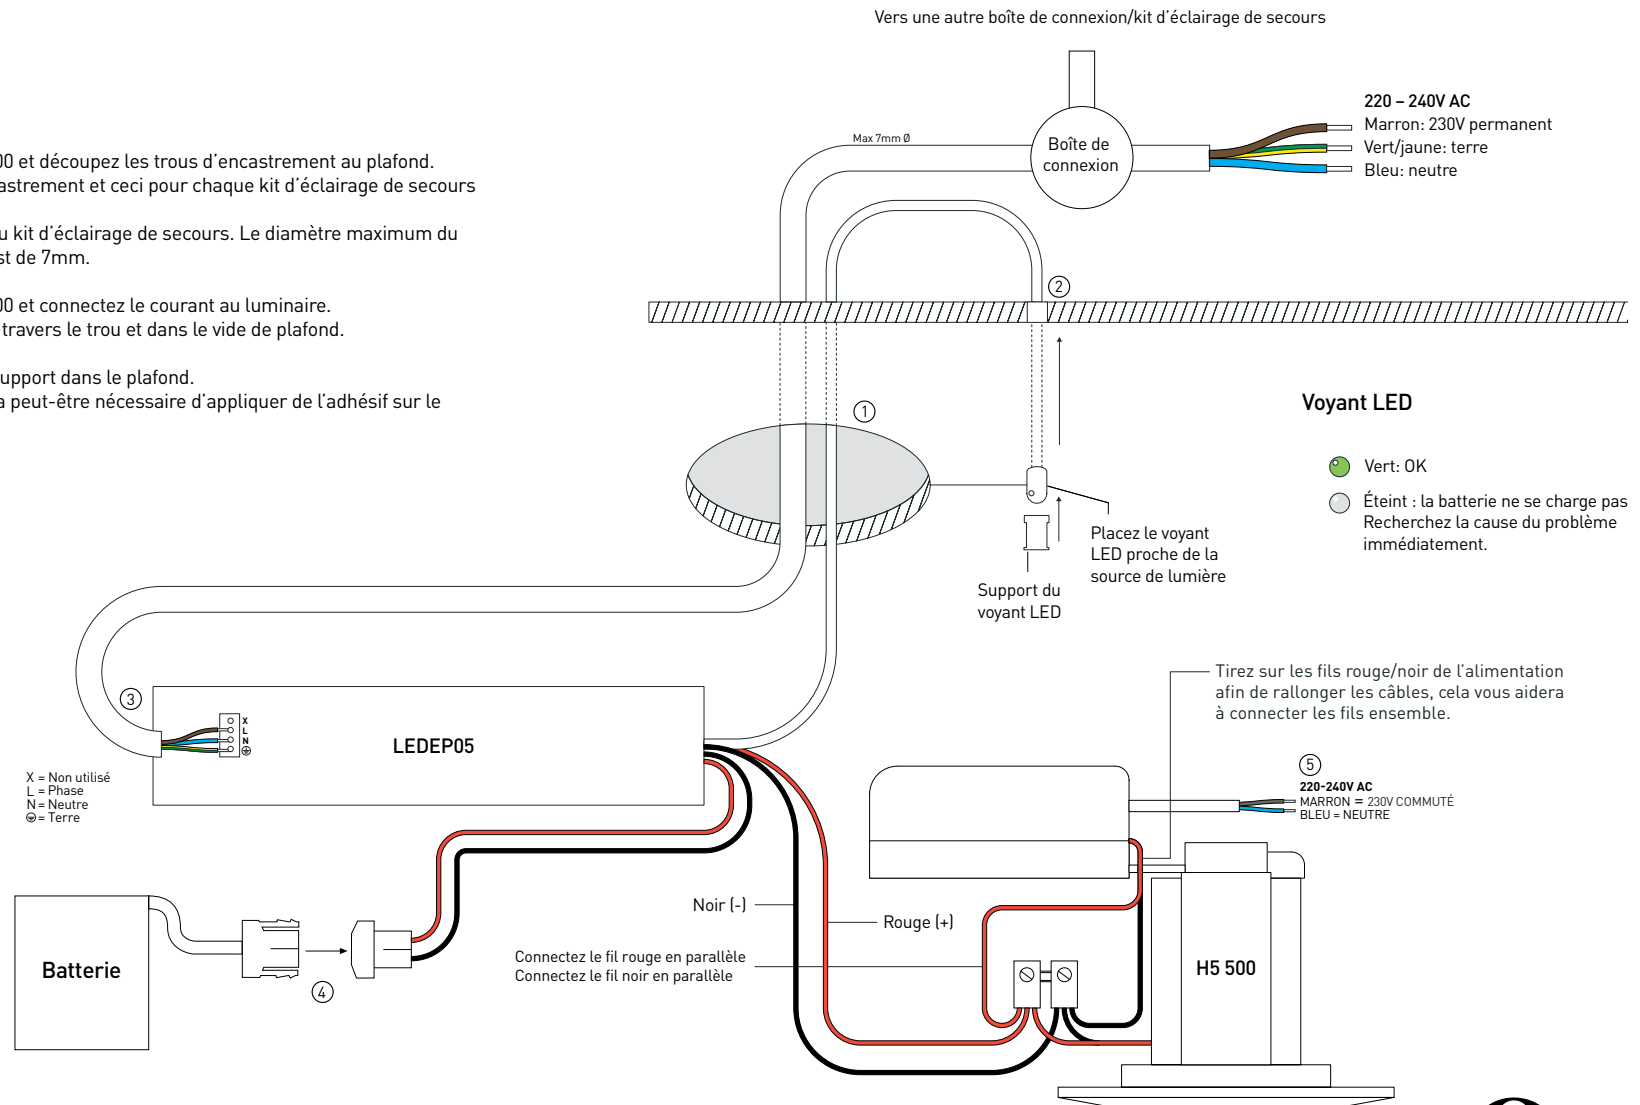 Vers une autre boîte de connexion/kit d'éclairage de secours
00 et découpez les trous d'encastrement au plafond.
astrement et ceci pour chaque kit d'éclairage de secours
u kit d'éclairage de secours. Le diamètre maximum du
st de 7mm.
00 et connectez le courant au luminaire.
travers le trou et dans le vide de plafond.
upport dans le plafond.
a peut-être nécessaire d'appliquer de l'adhésif sur le
Max 7mm Ø
Boîte de
connexion
220 – 240V AC
Marron: 230V permanent
Vert/jaune: terre
Bleu: neutre
2
1
Voyant LED
Vert: OK
Éteint : la batterie ne se charge pas
Recherchez la cause du problème
immédiatement.
Placez le voyant
LED proche de la
source de lumière
Support du
voyant LED
3
X
L
N
LEDEP05
X = Non utilisé
L = Phase
N = Neutre
⏚ = Terre
Tirez sur les fils rouge/noir de l'alimentation
afin de rallonger les câbles, cela vous aidera
à connecter les fils ensemble.
5
220-240V AC
MARRON = 230V COMMUTÉ
BLEU = NEUTRE
Noir (-)
Rouge (+)
Connectez le fil rouge en parallèle
Connectez le fil noir en parallèle
Batterie
4
H5 500